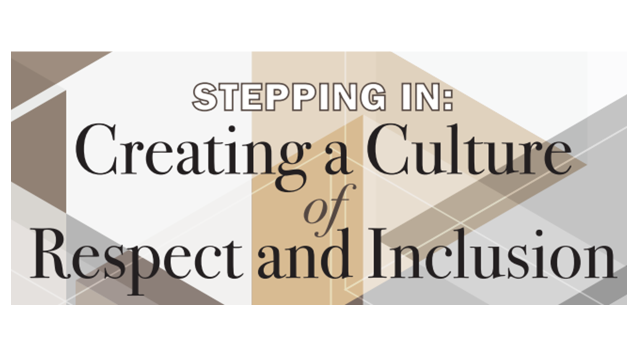 STEPPING IN:
Creating a Culture
of
Respect and Inclusion